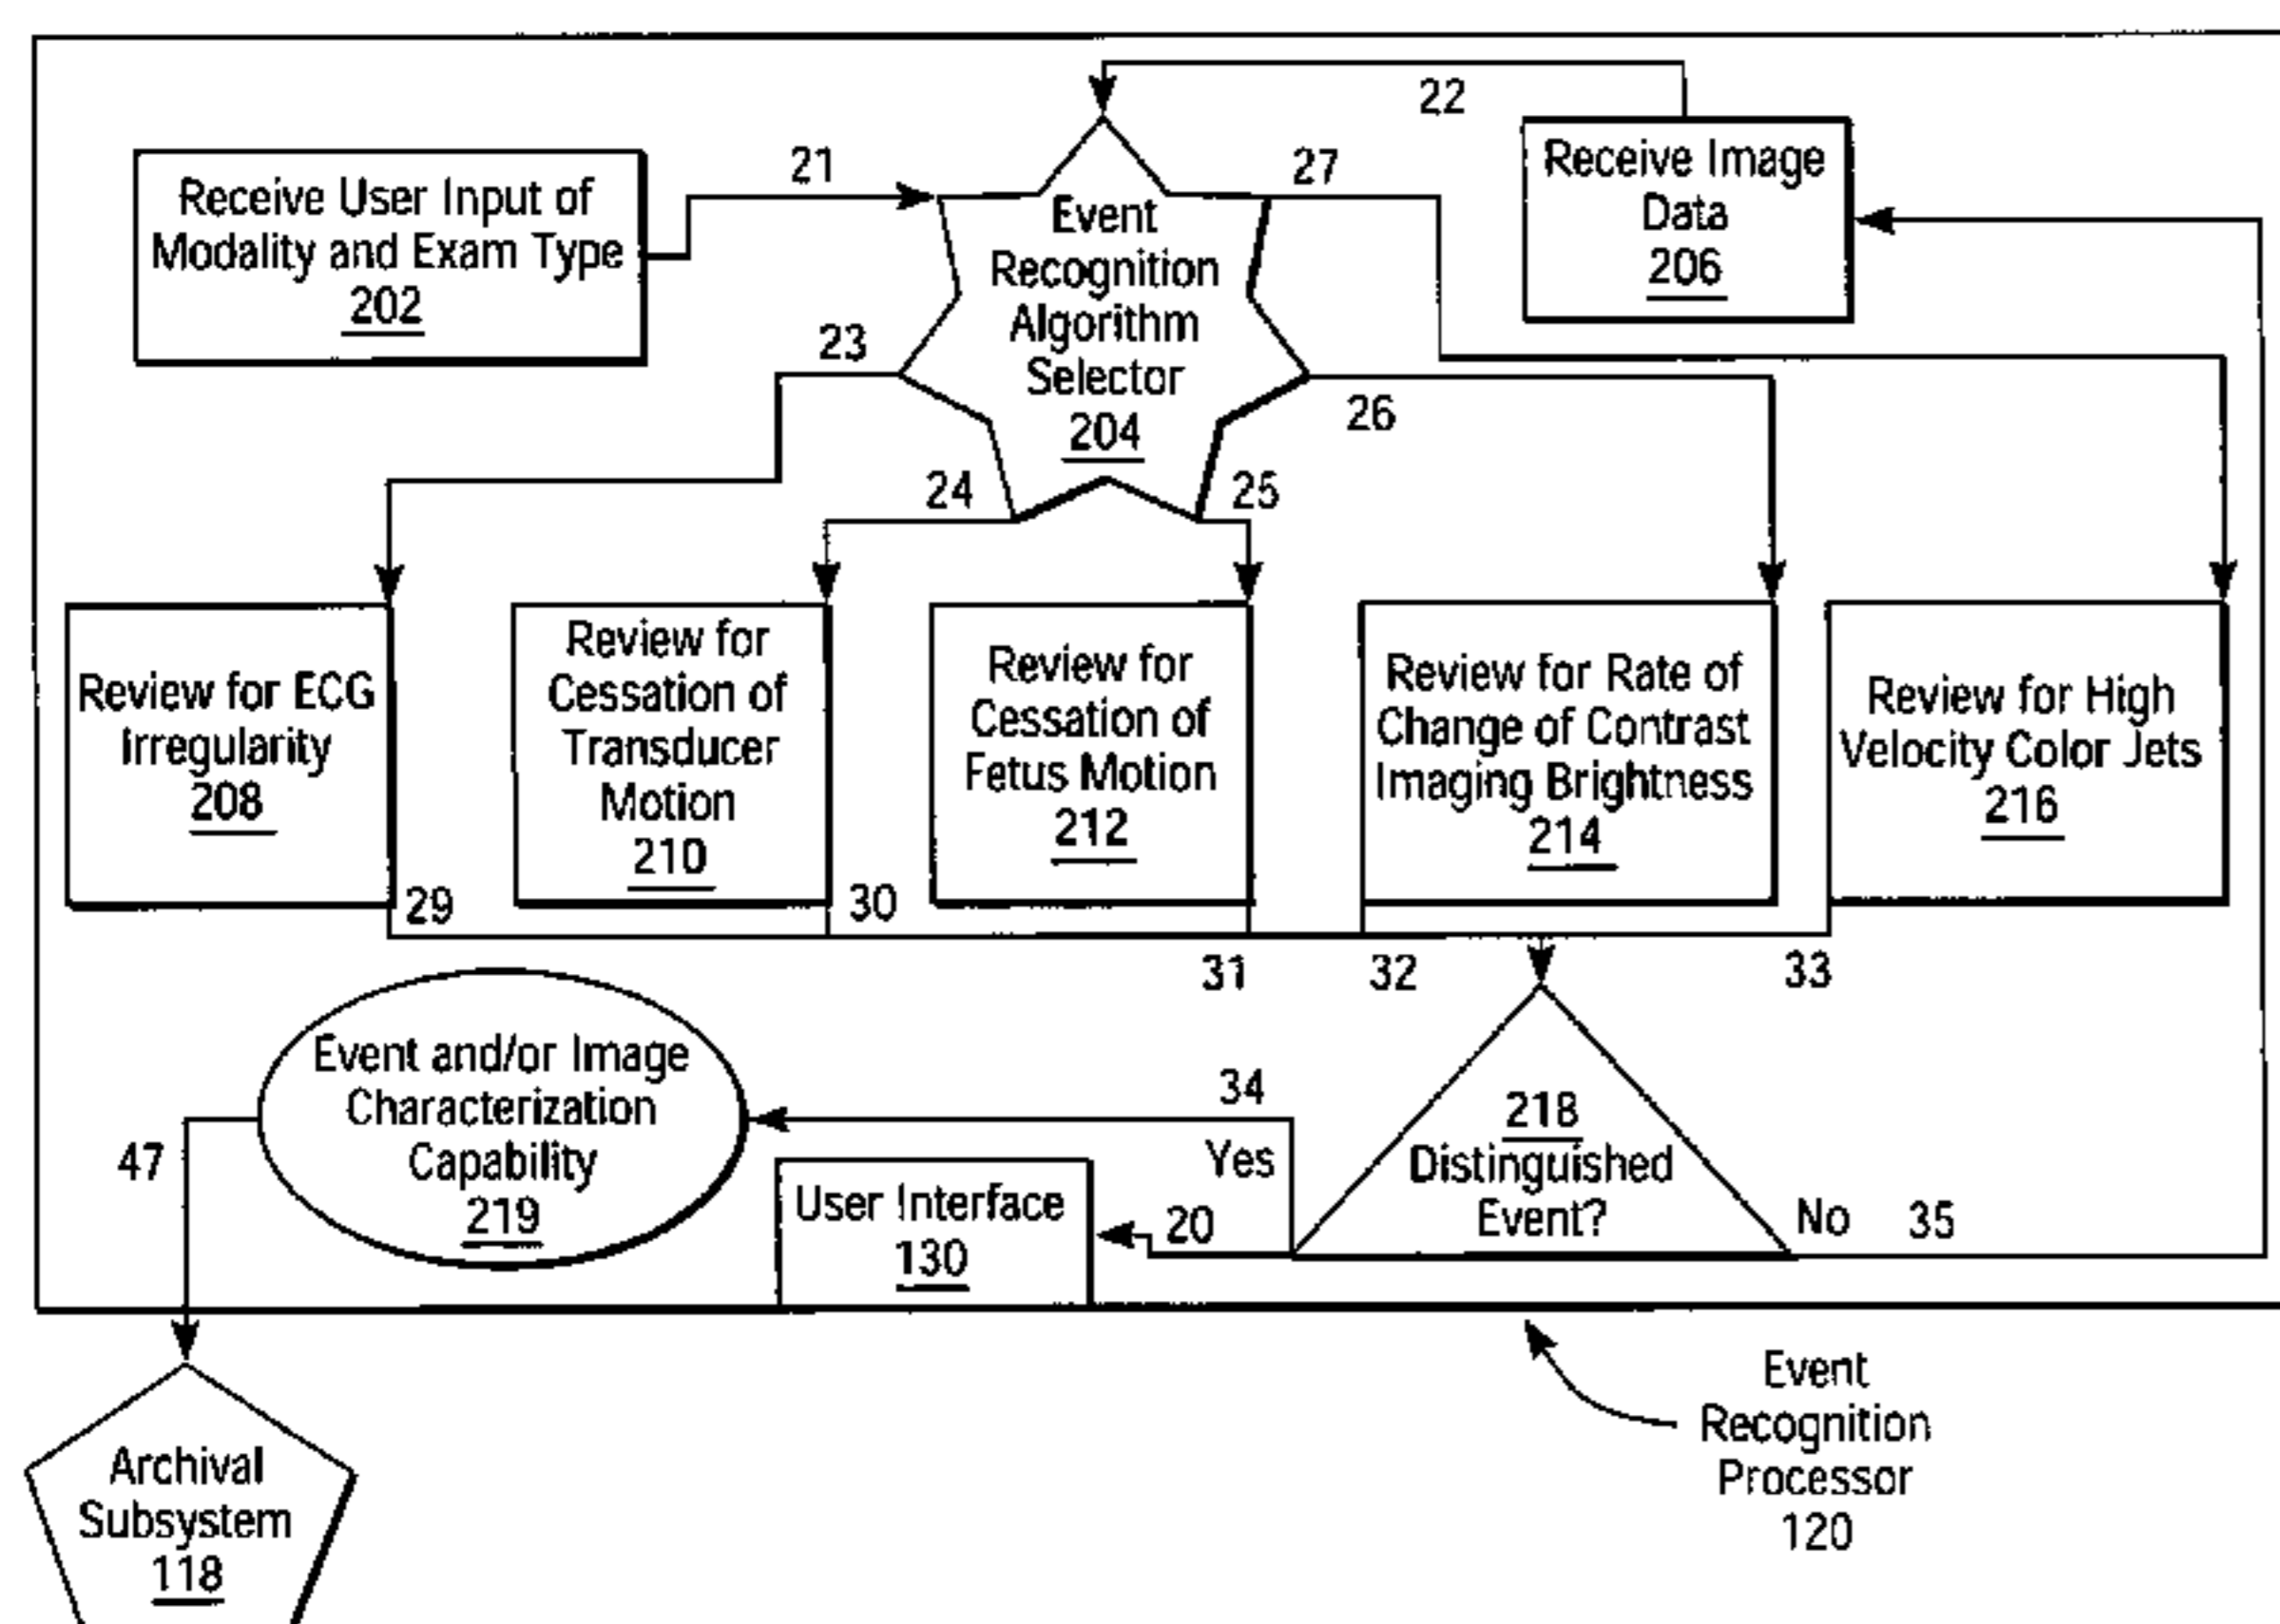 22
21
27
Receive User Input of
Modality and Exam Type
202
Event
Recognition
Algorithm
Selector
204
Receive Image
Data
206
23
26
24
25
Review for ECG
Irregularity
208
Review for
Cessation of
Transducer
Motion
210
Review for
Cessation of
Fetus Motion
212
Review for Rate of
Change of Contrast
Imaging Brightness
214
Review for High
Velocity Color Jets
216
29
30
31
32
33
Event and/or Image
Characterization
Capability
219
34
Yes
218
Distinguished
Event?
No 35
47
User Interface
130
20
Archival
Subsystem
118
Event
Recognition
Processor
120